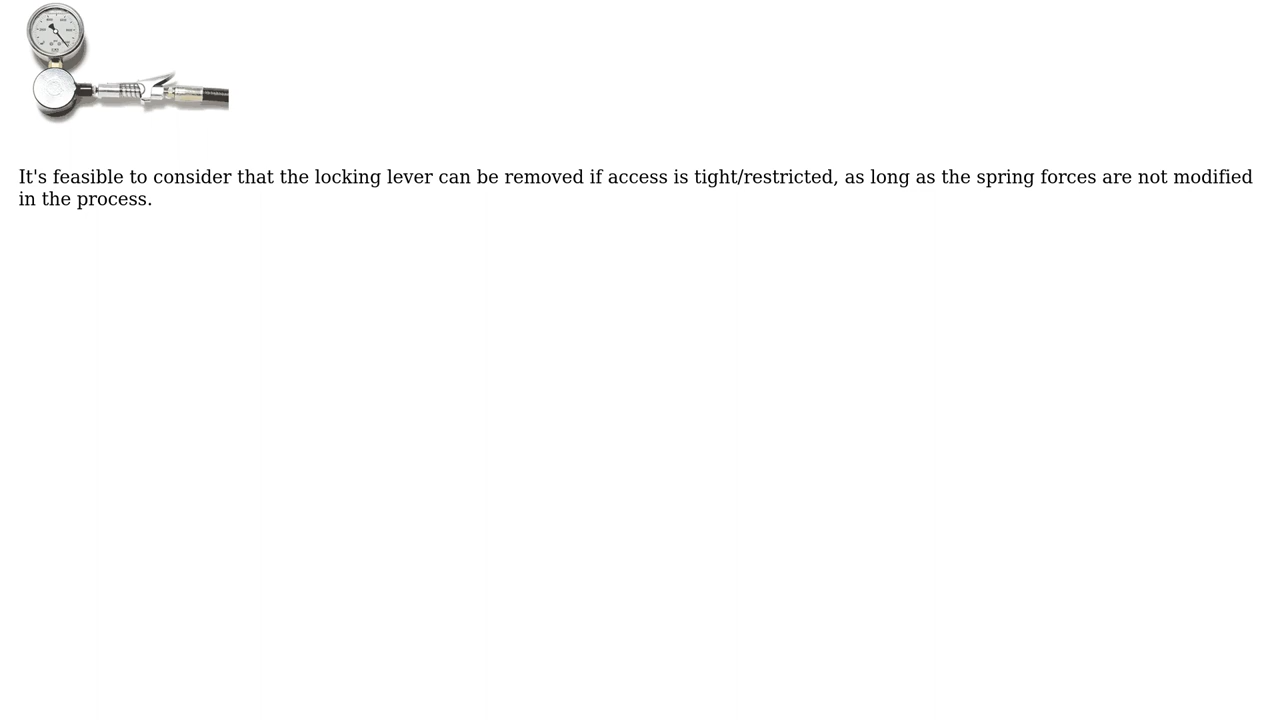 It's feasible to consider that the locking lever can be removed if access is tight/restricted, as long as the spring forces are not modified
in the process.